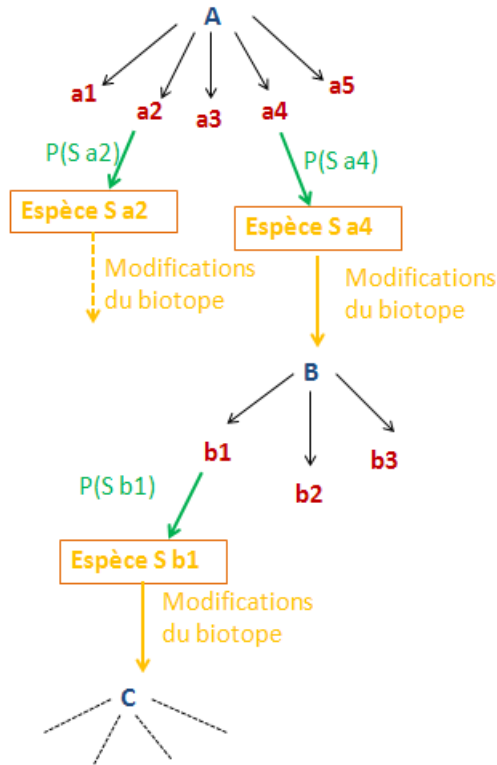 A
a1
a2
a3
a4
a5
P(S a2)
P(S a4)
Espèce S a2
Espèce S a4
Modifications
du biotope
Modifications
du biotope
B
b1
b2
b3
P(S b1)
Espèce S b1
Modifications
du biotope
C